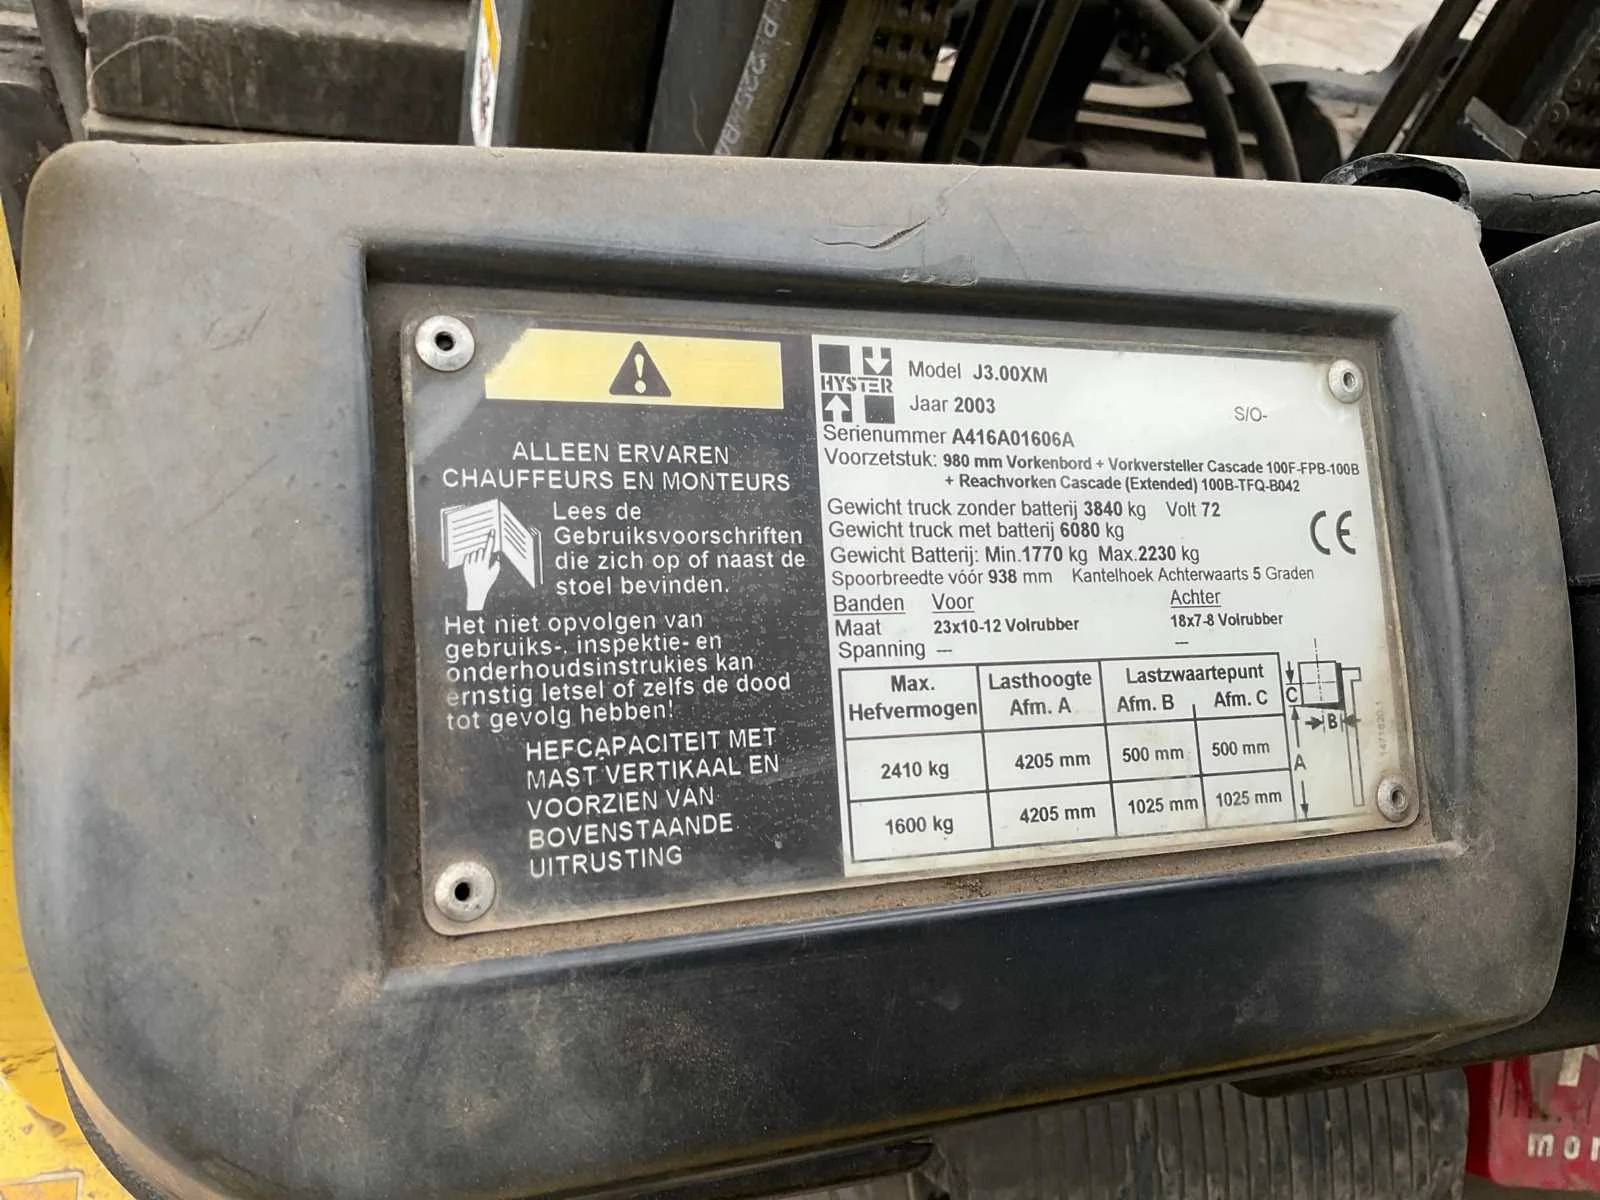 ALLEEN ERVAREN
CHAUFFEURS EN MONTEURS
Lees de
Gebruiksvoorschriften
die zich op of naast de
stoel bevinden.
Het niet opvolgen van
gebruiks-, inspektie- en
onderhoudsinstrukies kan
ernstig letsel of zelfs de dood
tot gevolg hebben!
HEFCAPACITEIT MET
MAST VERTIKAAL EN
VOORZIEN VAN
BOVENSTAANDE
UITRUSTING
HYSTER
Model J3.00XM
Jaar 2003
S/O-
Serienummer A416A01606A
Voorzetstuk: 980 mm Vorkenbord + Vorkversteller Cascade 100F-FPB-100B
+ Reachvorken Cascade (Extended) 100B-TFQ-B042
Gewicht truck zonder batterij 3840 kg Volt 72
Gewicht truck met batterij 6080 kg
Gewicht Batterij: Min.1770 kg Max.2230 kg
CE
Spoorbreedte vóór 938 mm Kantelhoek Achterwaarts 5 Graden
Banden Voor Achter
Maat 23x10-12 Volrubber 18x7-8 Volrubber
Spanning — —
Max. Hefvermogen Lasthoogte Afm. A Lastzwaartepunt Afm. B Afm. C
2410 kg 4205 mm 500 mm 500 mm
1600 kg 4205 mm 1025 mm 1025 mm
C
B
A
mor